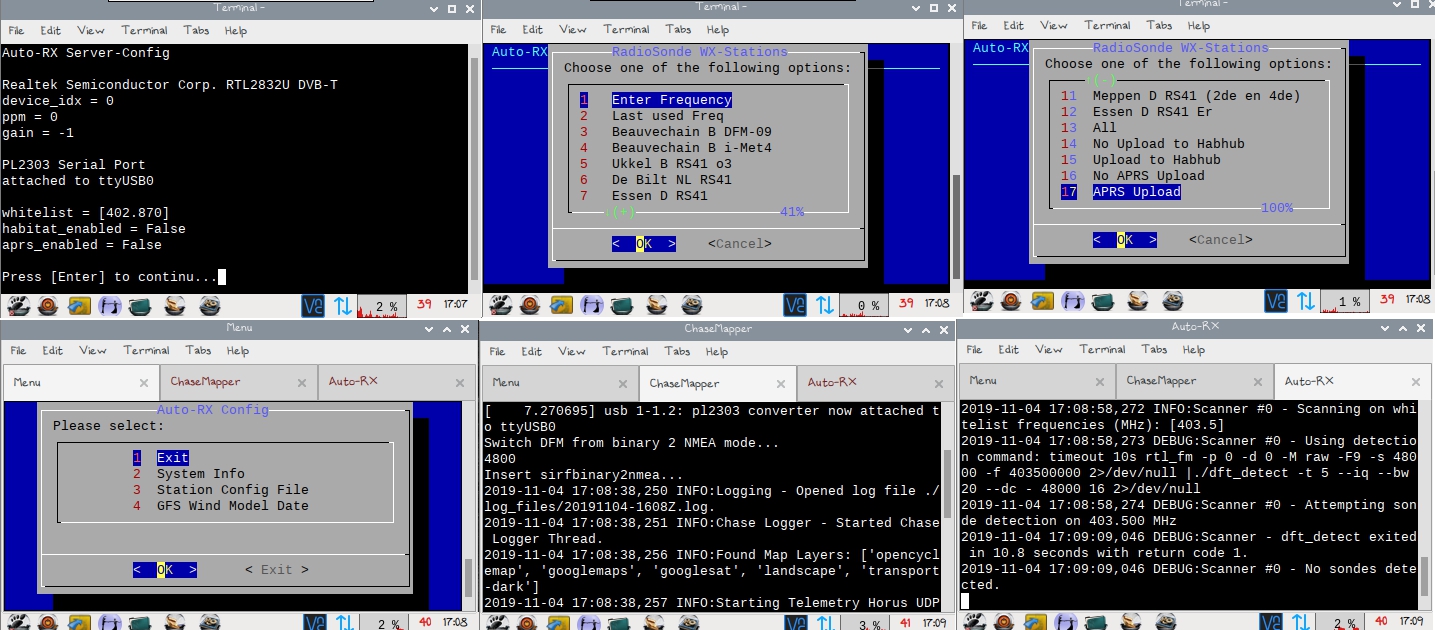 Terminal -
File Edit View Terminal Tabs Help
Auto-RX Server-Config
Realtek Semiconductor Corp. RTL2832U DVB-T
device_idx = 0
ppm = 0
gain = -1
PL2303 Serial Port
attached to ttyUSB0
whitelist = [402.870]
habitat_enabled = False
aprs_enabled = False
Press [Enter] to continu...
2 % 39 17:07
Terminal -
File Edit View Terminal Tabs Help
Auto-RX
RadioSonde WX-Stations
Choose one of the following options:
1 Enter Frequency
2 Last used Freq
3 Beauvechain B DFM-09
4 Beauvechain B i-Met4
5 Ukkel B RS41 o3
6 De Bilt NL RS41
7 Essen D RS41
(+) 41%
< OK > <Cancel>
0 % 39 17:08
Terminal -
File Edit View Terminal Tabs Help
Auto-RX
RadioSonde WX-Stations
Choose one of the following options:
(-)
11 Meppen D RS41 (2de en 4de)
12 Essen D RS41 Er
13 All
14 No Upload to Habhub
15 Upload to Habhub
16 No APRS Upload
17 APRS Upload
100%
< OK > <Cancel>
1 % 39 17:08
Menu
File Edit View Terminal Tabs Help
Menu ChaseMapper Auto-RX
Auto-RX Config
Please select:
1 Exit
2 System Info
3 Station Config File
4 GFS Wind Model Date
< OK > < Exit >
2 % 40 17:08
ChaseMapper
File Edit View Terminal Tabs Help
Menu ChaseMapper Auto-RX
[    7.270695] usb 1-1.2: pl2303 converter now attached t
o ttyUSB0
Switch DFM from binary 2 NMEA mode...
4800
Insert sirfbinary2nmea...
2019-11-04 17:08:38,250 INFO:Logging - Opened log file ./
log_files/20191104-1608Z.log.
2019-11-04 17:08:38,251 INFO:Chase Logger - Started Chase
Logger Thread.
2019-11-04 17:08:38,256 INFO:Found Map Layers: ['opencycl
emap', 'googlemaps', 'googlesat', 'landscape', 'transport
-dark']
2019-11-04 17:08:38,257 INFO:Starting Telemetry Horus UDP
3 % 41 17:09
Auto-RX
File Edit View Terminal Tabs Help
Menu ChaseMapper Auto-RX
2019-11-04 17:08:58,272 INFO:Scanner #0 - Scanning on whi
telist frequencies (MHz): [403.5]
2019-11-04 17:08:58,273 DEBUG:Scanner #0 - Using detectio
n command: timeout 10s rtl_fm -p 0 -d 0 -M raw -F9 -s 480
00 -f 403500000 2>/dev/null |./dft_detect -t 5 --iq --bw
20 --dc - 48000 16 2>/dev/null
2019-11-04 17:08:58,274 DEBUG:Scanner #0 - Attempting son
de detection on 403.500 MHz
2019-11-04 17:09:09,046 DEBUG:Scanner - dft_detect exited
in 10.8 seconds with return code 1.
2019-11-04 17:09:09,046 DEBUG:Scanner #0 - No sondes dete
cted.
2 % 40 17:09